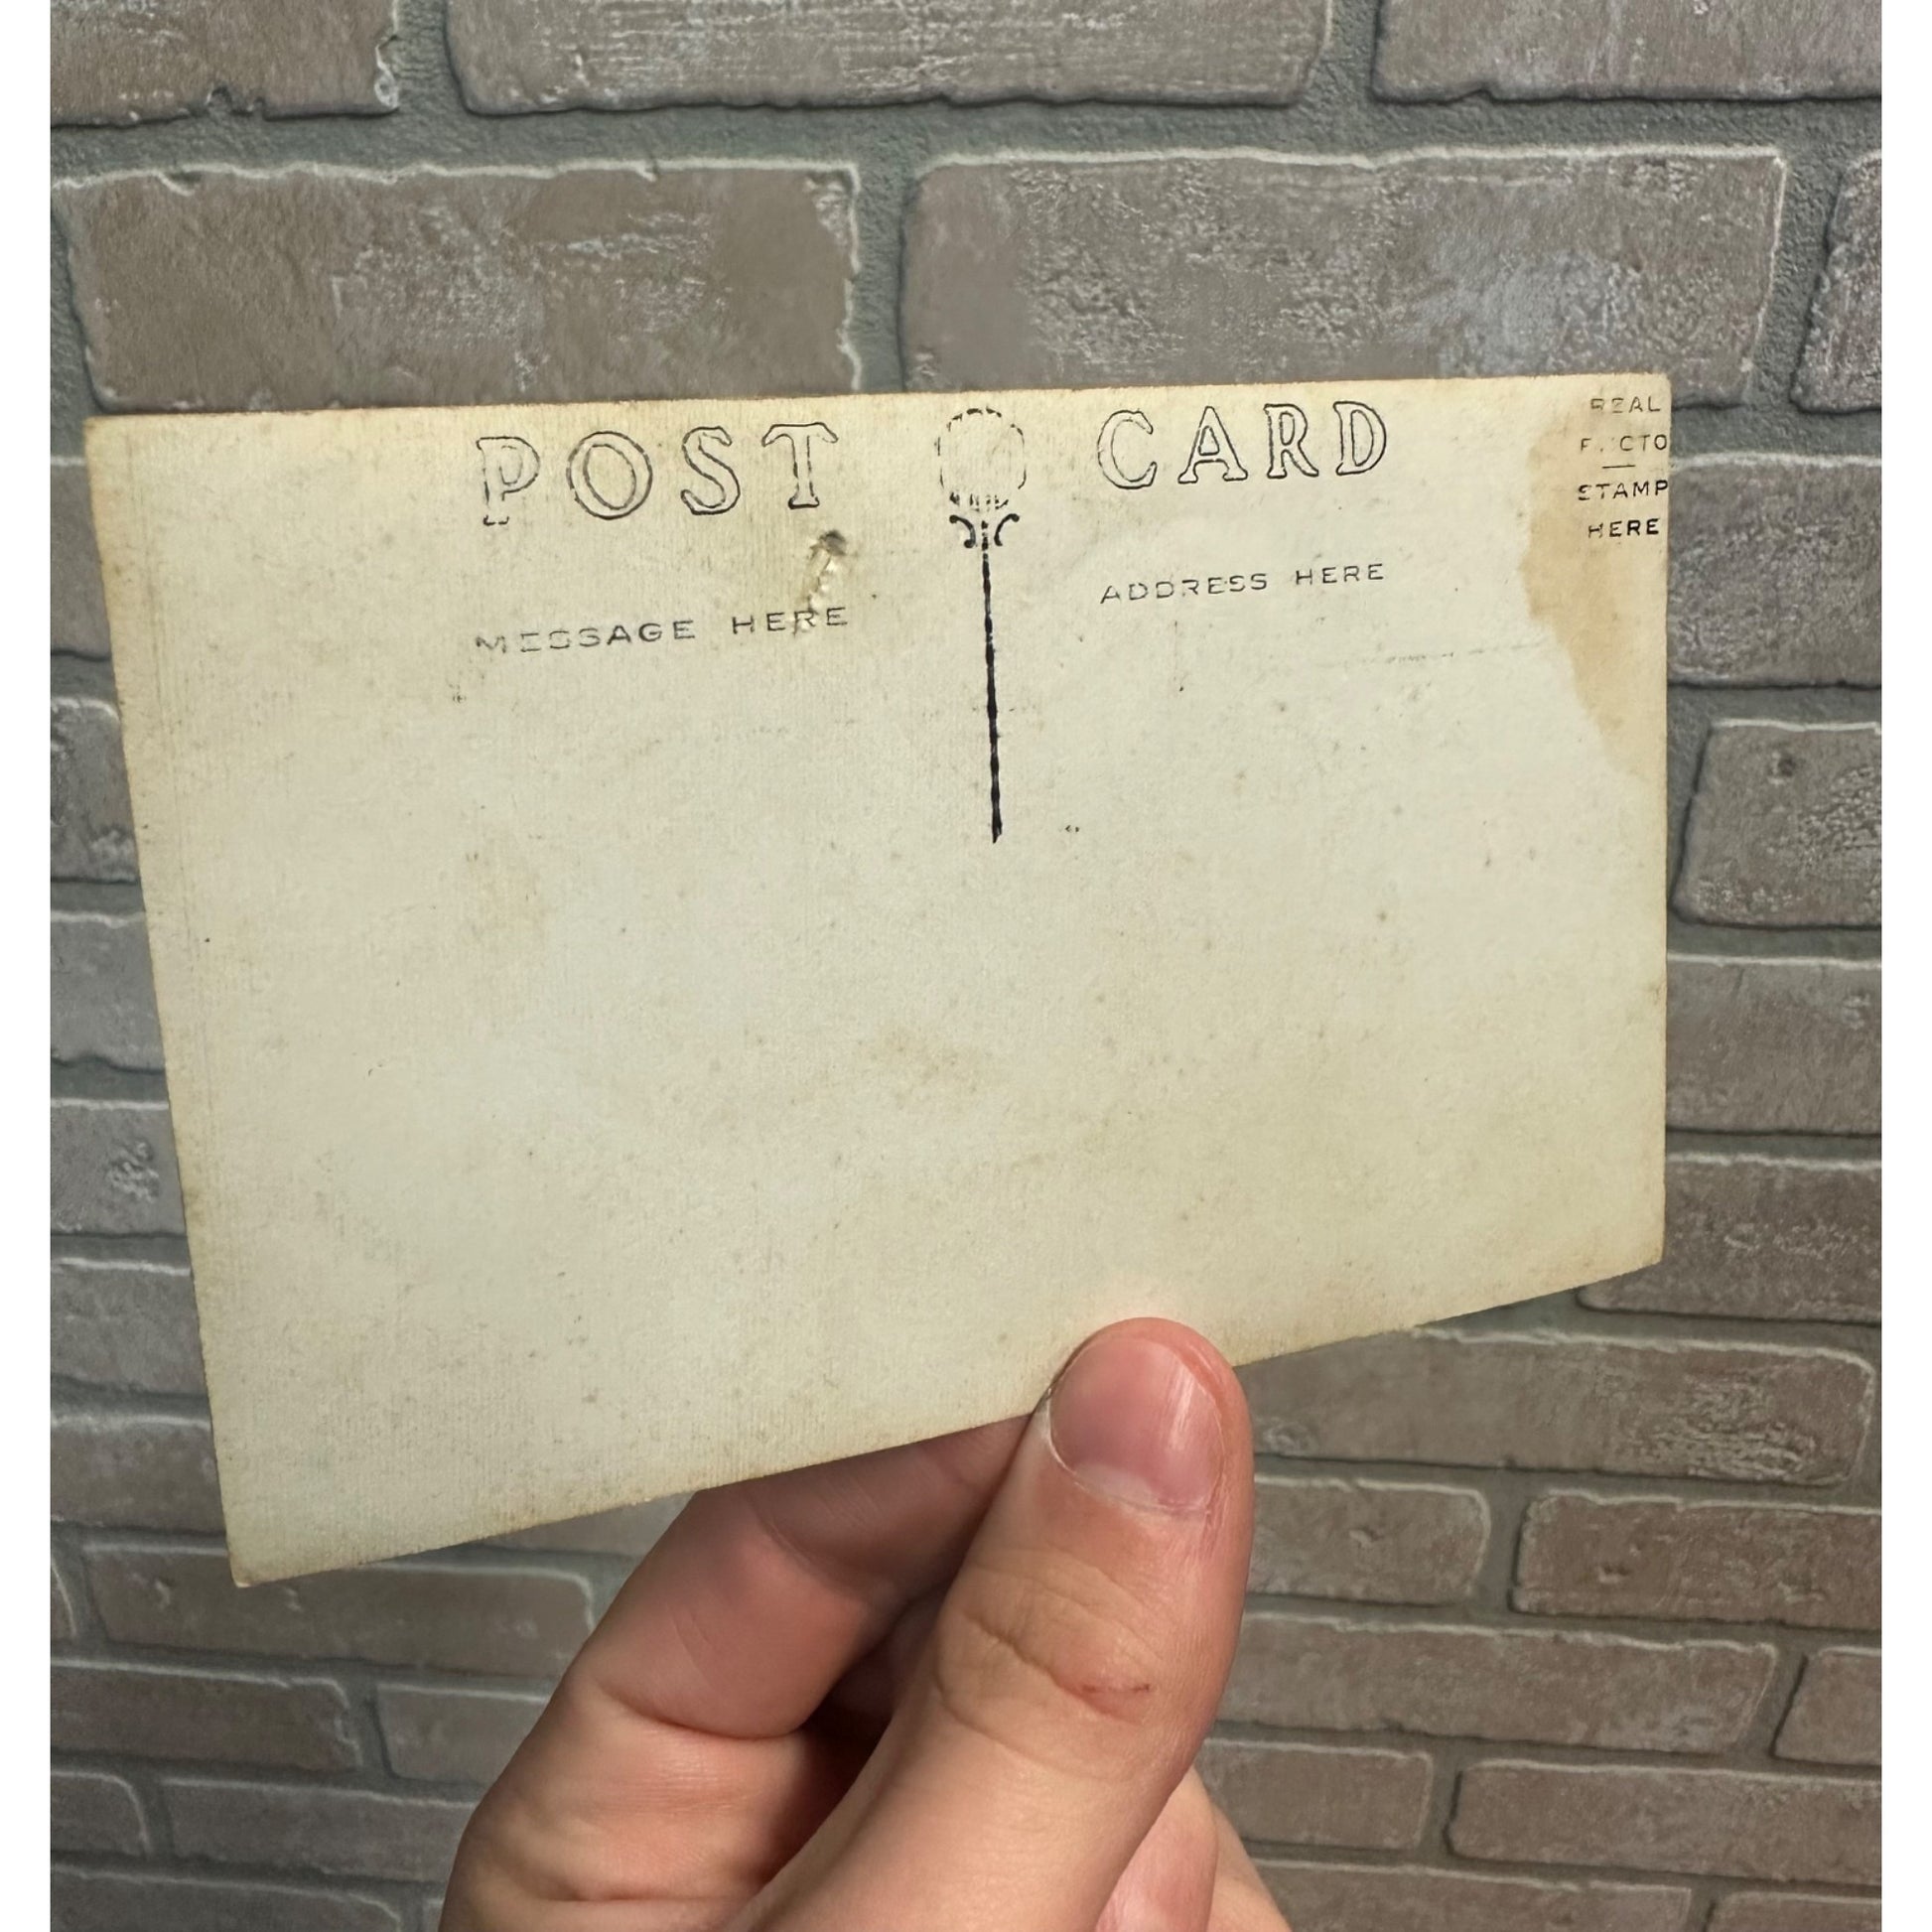 POST CARD
REAL
STAMP
HERE
MESSAGE HERE
ADDRESS HERE